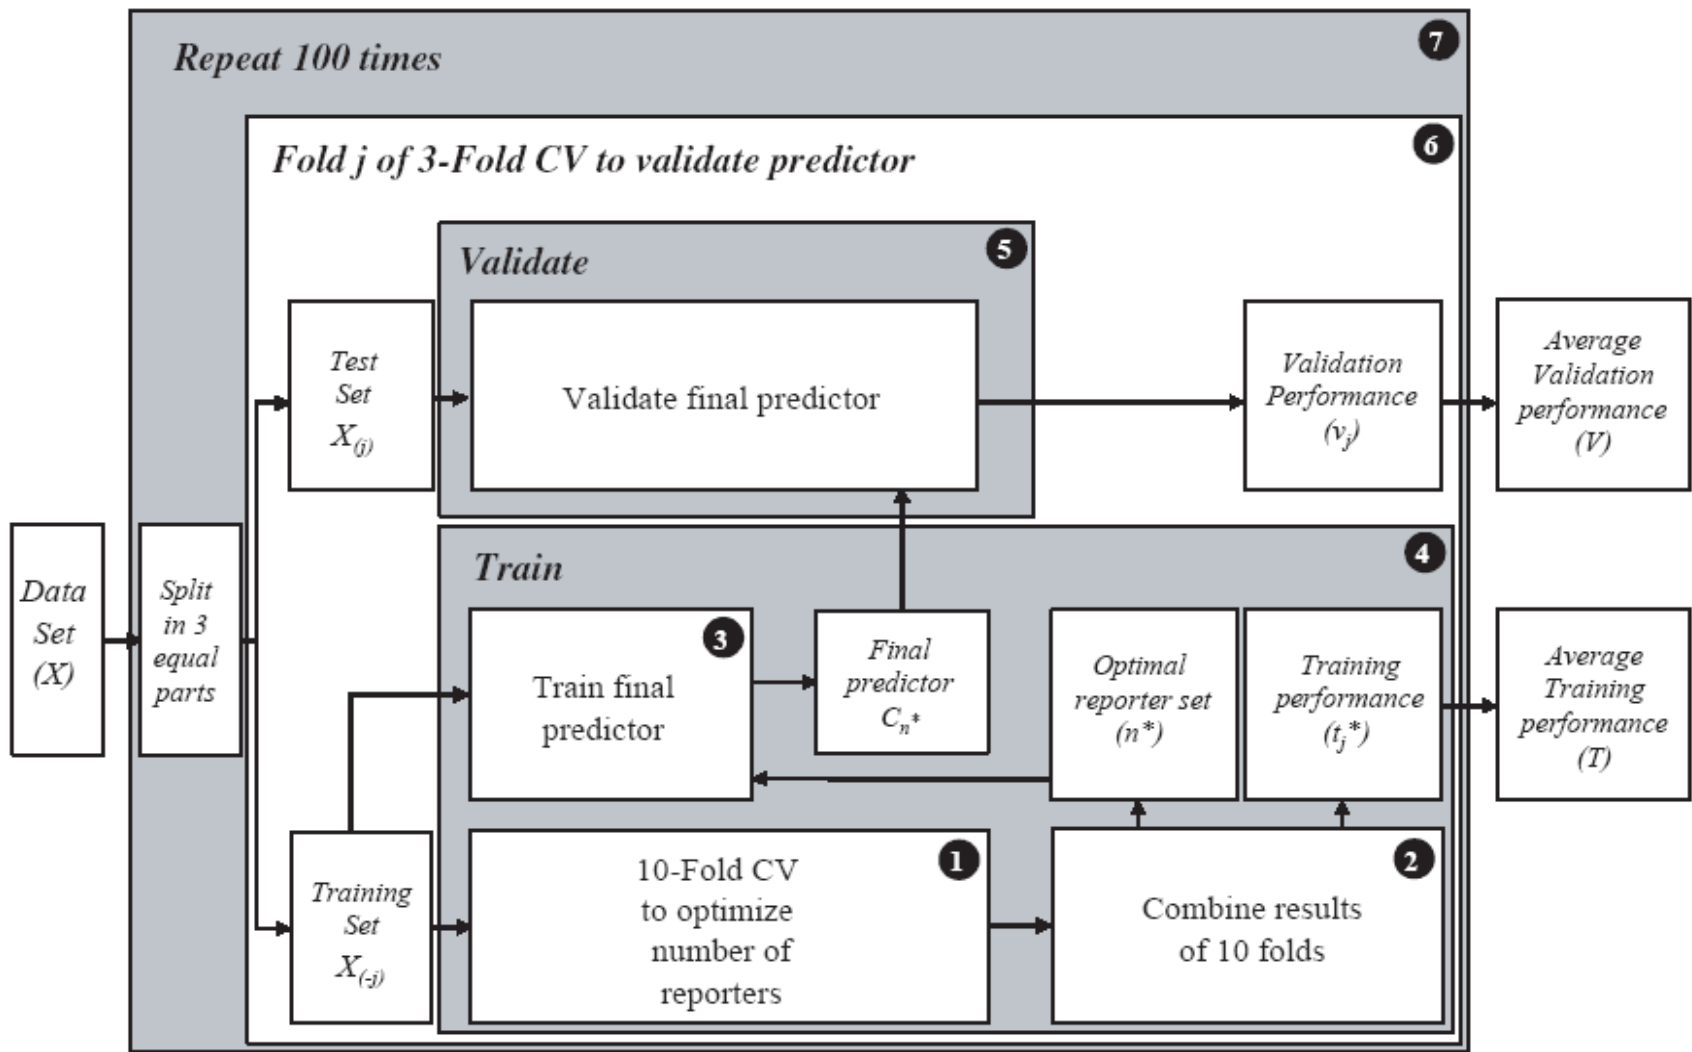 Repeat 100 times
7
Fold j of 3-Fold CV to validate predictor
6
Validate
5
Test
Set
X(j)
Validate final predictor
Validation
Performance
(vj)
Average
Validation
performance
(V)
Data
Set
(X)
Split
in 3
equal
parts
Train
4
Train final
predictor
3
Final
predictor
Cn*
Optimal
reporter set
(n*)
Training
performance
(tj*)
Average
Training
performance
(T)
Training
Set
X(-j)
10-Fold CV
to optimize
number of
reporters
1
Combine results
of 10 folds
2